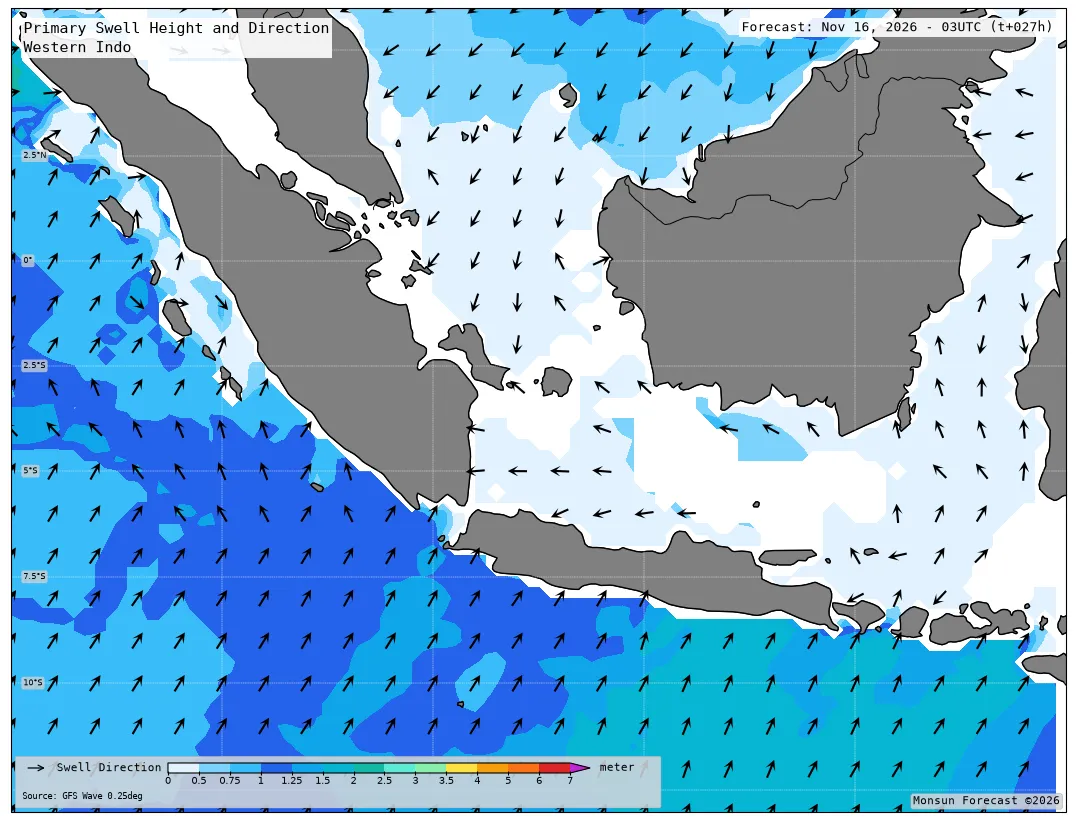 Primary Swell Height and Direction
Western Indo
Forecast: Nov 16, 2026 - 03UTC (t+027h)
2.5°N
0°
2.5°S
5°S
7.5°S
10°S
Swell Direction
meter
0 0.5 0.75 1 1.25 1.5 2 2.5 3 3.5 4 5 6 7
Source: GFS Wave 0.25deg
Monsun Forecast ©2026